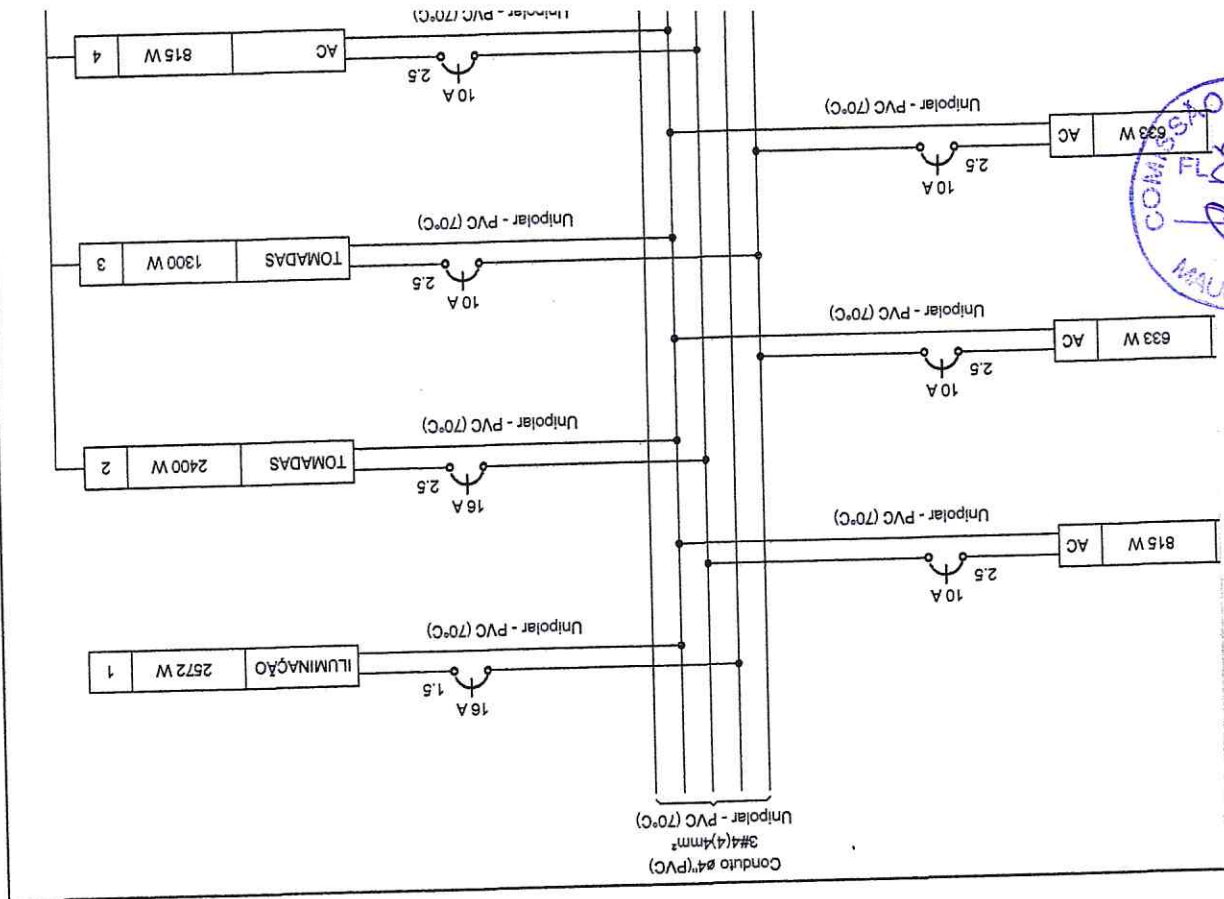 Conduto ø4"(PVC)
3#4(4)4mm²
Unipolar - PVC (70°C)
16 A
1.5
ILUMINAÇÃO 2572 W 1
Unipolar - PVC (70°C)
10 A
815 W AC
2.5
Unipolar - PVC (70°C)
16 A
2.5
TOMADAS 2400 W 2
Unipolar - PVC (70°C)
10 A
633 W AC
2.5
Unipolar - PVC (70°C)
10 A
2.5
TOMADAS 1300 W 3
Unipolar - PVC (70°C)
10 A
633 W AC
2.5
Unipolar - PVC (70°C)
10 A
2.5
AC 815 W 4
Unipolar - PVC (70°C)
COMISSÃO
FL
MAU